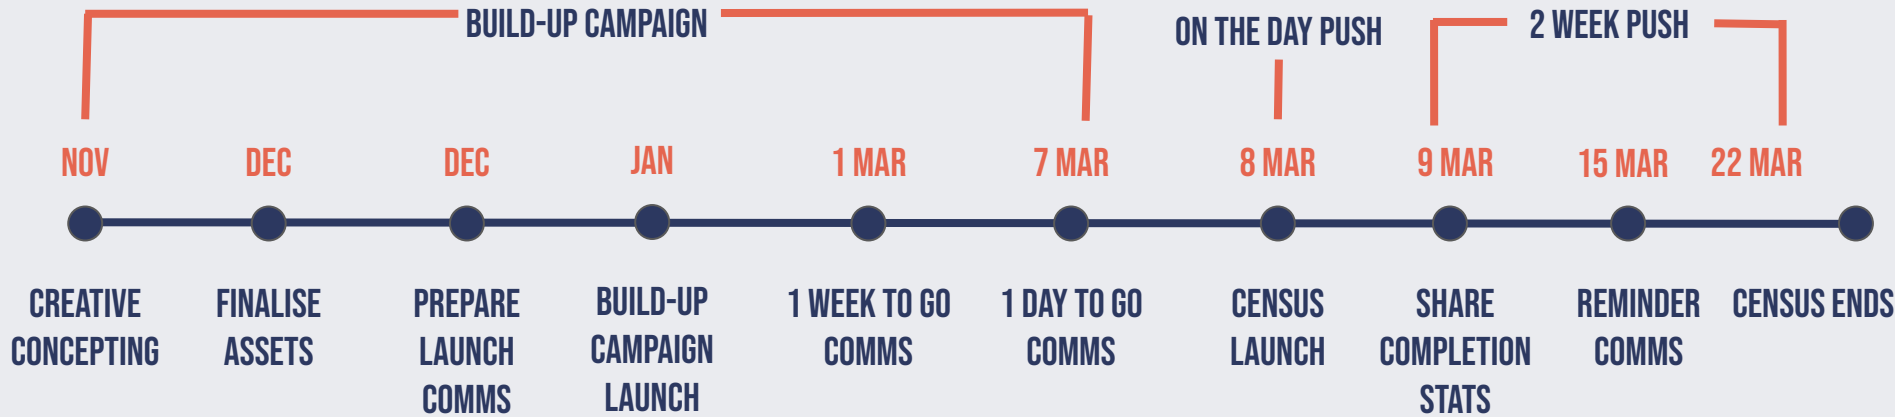 BUILD-UP CAMPAIGN
ON THE DAY PUSH
2 WEEK PUSH
NOV
DEC
DEC
JAN
1 MAR
7 MAR
8 MAR
9 MAR
15 MAR
22 MAR
CREATIVE
CONCEPTING
FINALISE
ASSETS
PREPARE
LAUNCH
COMMS
BUILD-UP
CAMPAIGN
LAUNCH
1 WEEK TO GO
COMMS
1 DAY TO GO
COMMS
CENSUS
LAUNCH
SHARE
COMPLETION
STATS
REMINDER
COMMS
CENSUS ENDS